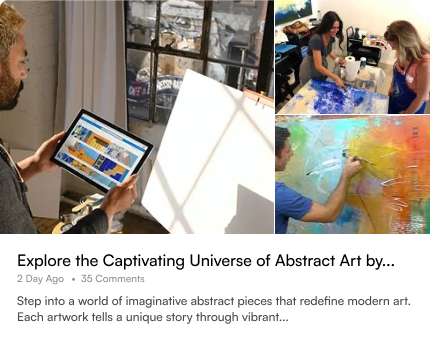 Explore the Captivating Universe of Abstract Art by...
2 Day Ago • 35 Comments
Step into a world of imaginative abstract pieces that redefine modern art.
Each artwork tells a unique story through vibrant...